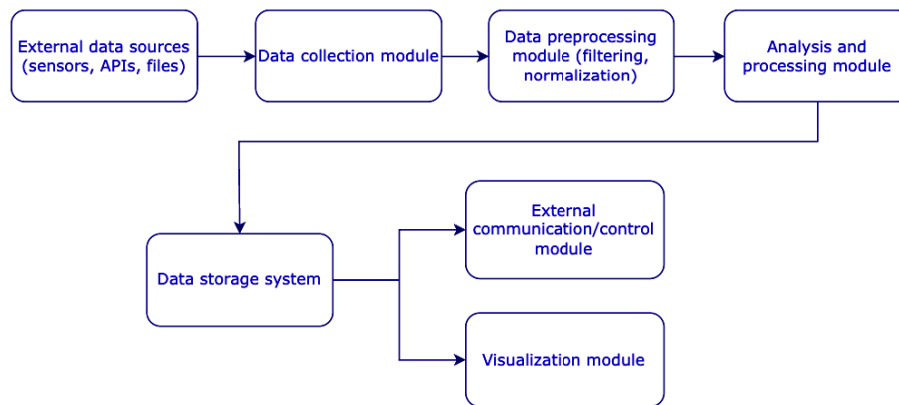 External data sources
(sensors, APIs, files)
Data collection module
Data preprocessing
module (filtering,
normalization)
Analysis and
processing module
Data storage system
External
communication/control
module
Visualization module